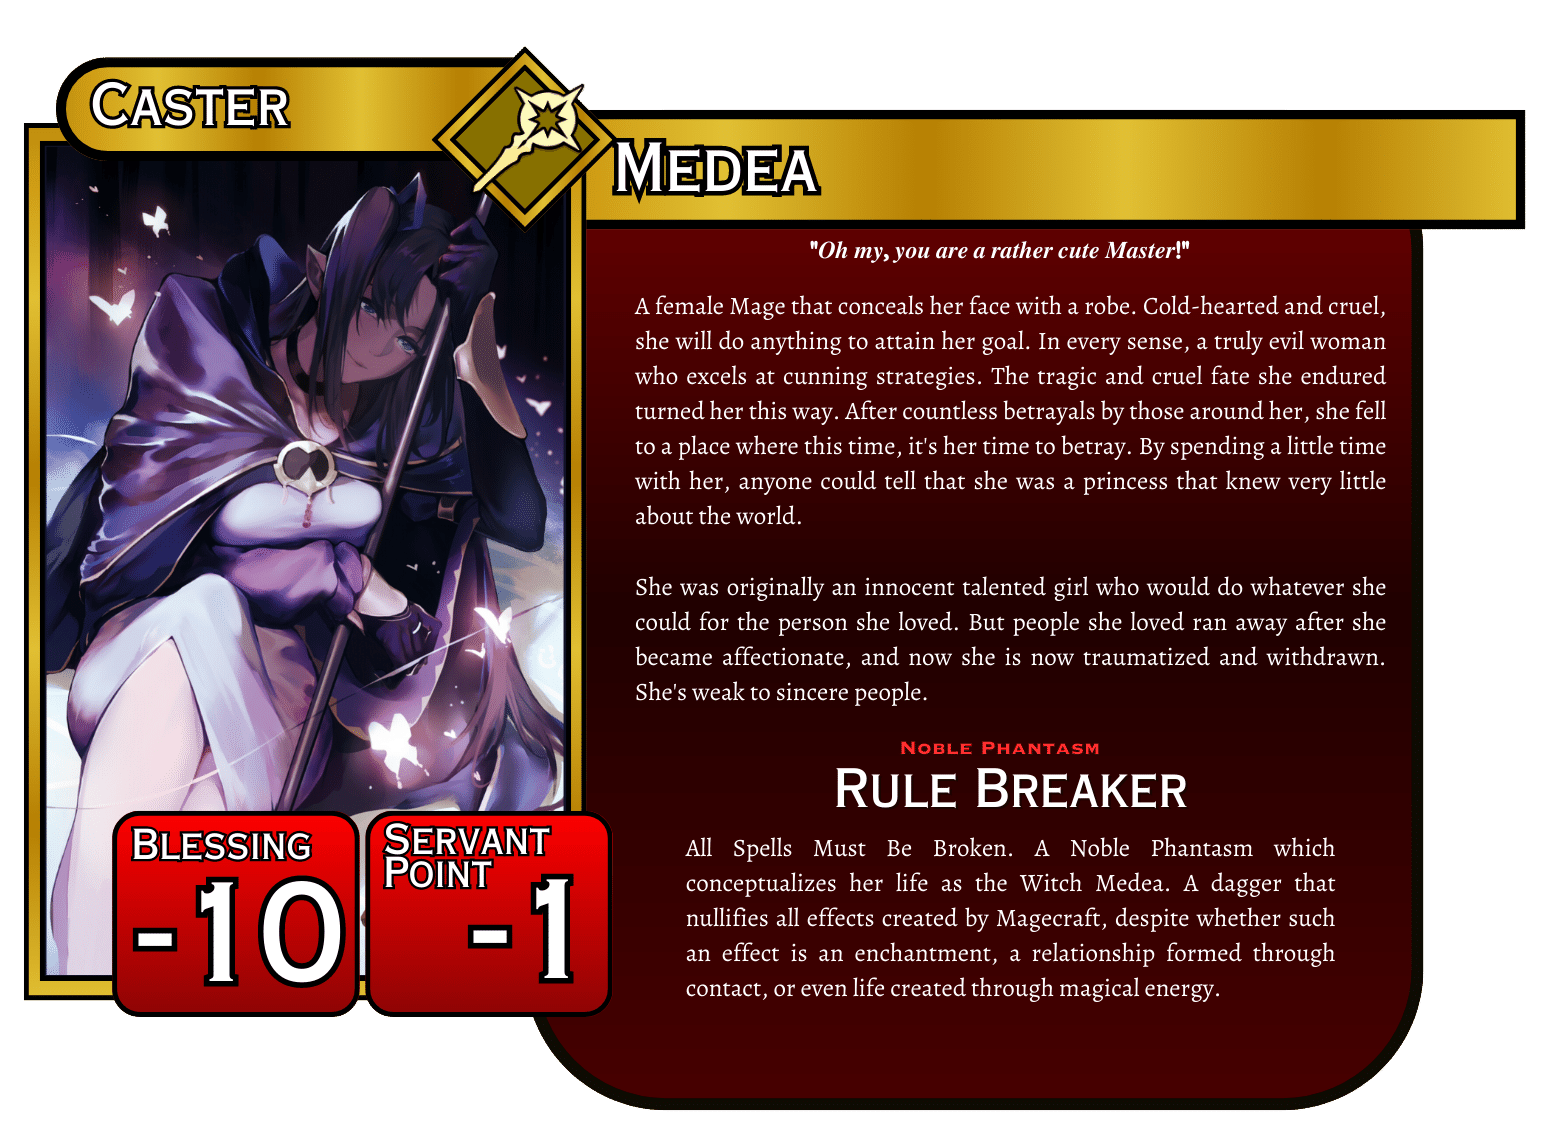 Caster
Medea
"Oh my, you are a rather cute Master!"
A female Mage that conceals her face with a robe. Cold-hearted and cruel,
she will do anything to attain her goal. In every sense, a truly evil woman
who excels at cunning strategies. The tragic and cruel fate she endured
turned her this way. After countless betrayals by those around her, she fell
to a place where this time, it's her time to betray. By spending a little time
with her, anyone could tell that she was a princess that knew very little
about the world.
She was originally an innocent talented girl who would do whatever she
could for the person she loved. But people she loved ran away after she
became affectionate, and now she is now traumatized and withdrawn.
She's weak to sincere people.
Noble Phantasm
Rule Breaker
All Spells Must Be Broken. A Noble Phantasm which
conceptualizes her life as the Witch Medea. A dagger that
nullifies all effects created by Magecraft, despite whether such
an effect is an enchantment, a relationship formed through
contact, or even life created through magical energy.
Blessing
-10
Servant
Point
-1